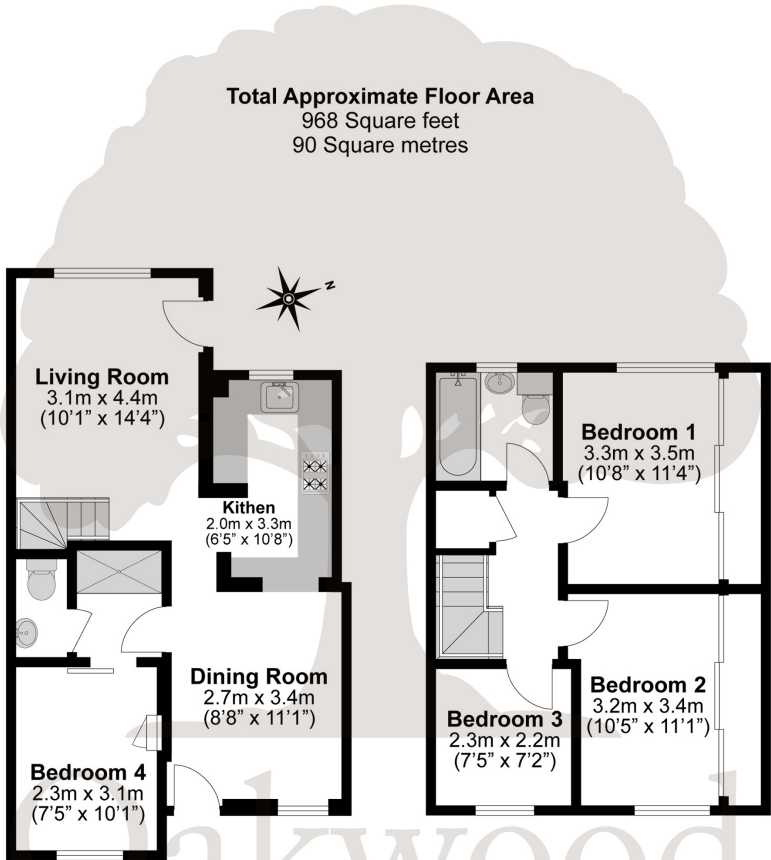 Total Approximate Floor Area
968 Square feet
90 Square metres
N
Living Room
3.1m x 4.4m
(10'1" x 14'4")
Kithen
2.0m x 3.3m
(6'5" x 10'8")
Dining Room
2.7m x 3.4m
(8'8" x 11'1")
Bedroom 4
2.3m x 3.1m
(7'5" x 10'1")
Bedroom 1
3.3m x 3.5m
(10'8" x 11'4")
Bedroom 2
3.2m x 3.4m
(10'5" x 11'1")
Bedroom 3
2.3m x 2.2m
(7'5" x 7'2")
Oakwood